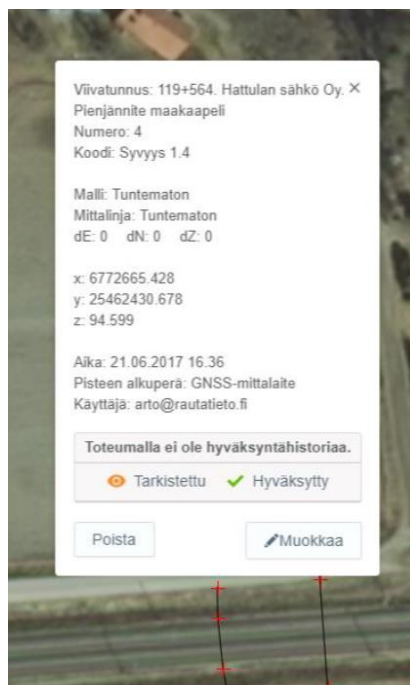 Viivatunnus: 119+564. Hattulan sähkö Oy. ×
Pienjännite maakaapeli
Numero: 4
Koodi: Syvyys 1.4
Malli: Tuntematon
Mittalinja: Tuntematon
dE: 0 dN: 0 dZ: 0
x: 6772665.428
y: 25462430.678
z: 94.599
Aika: 21.06.2017 16.36
Pisteen alkuperä: GNSS-mittalaite
Käyttäjä: arto@rautatieto.fi
Toteumalla ei ole hyväksyntähistoriaa.
Tarkistettu Hyväksytty
Poista Muokkaa